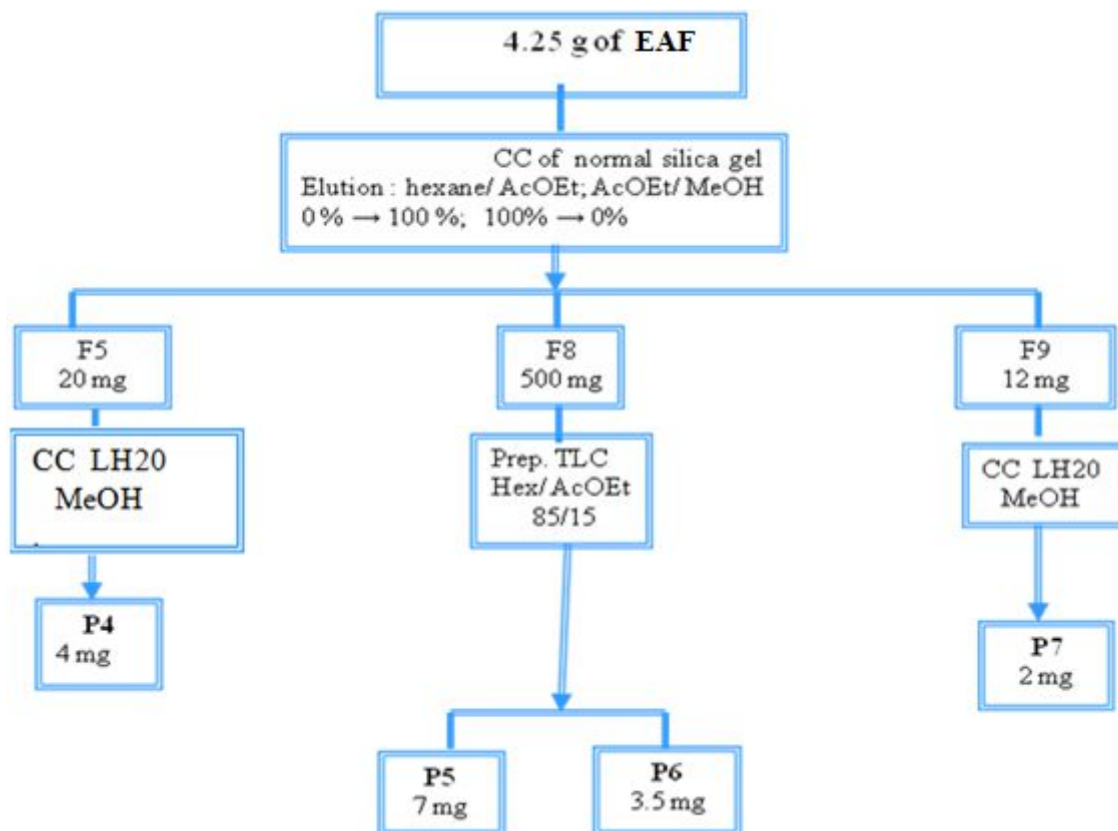 4.25 g of EAF
CC of normal silica gel
Elution : hexane/ AcOEt; AcOEt/ MeOH
0 % → 100 %; 100% → 0%
F5
20 mg
F8
500 mg
F9
12 mg
CC LH20
MeOH
.
Prep. TLC
Hex/ AcOEt
85/15
CC LH20
MeOH
P4
4 mg
P7
2 mg
P5
7 mg
P6
3.5 mg